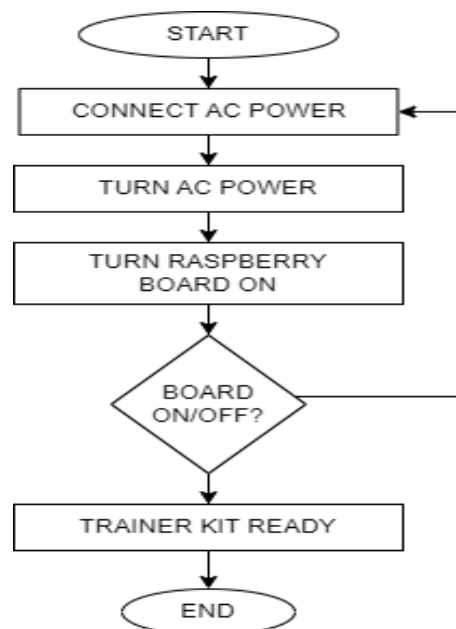 START
CONNECT AC POWER
TURN AC POWER
TURN RASPBERRY
BOARD ON
BOARD
ON/OFF?
TRAINER KIT READY
END